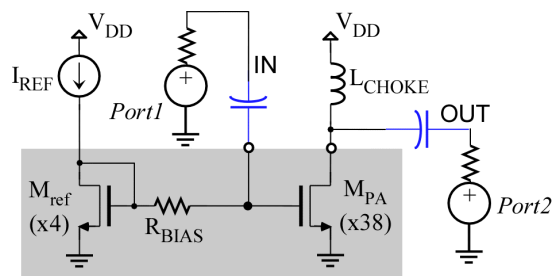 V_DD
I_REF
Port1
IN
V_DD
L_CHOKE
OUT
M_ref
(x4)
R_BIAS
M_PA
(x38)
Port2